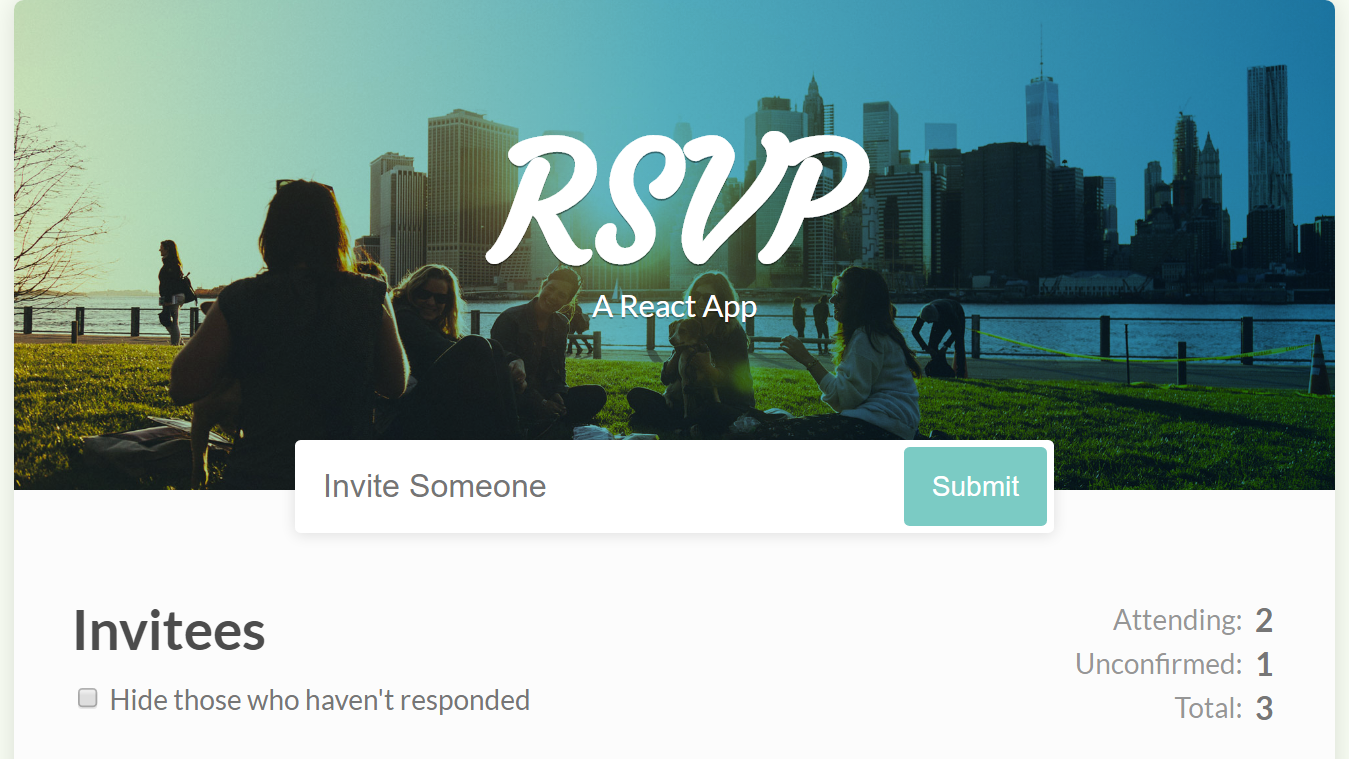 RSVP
A React App
Invite Someone
Submit
Invitees
Hide those who haven't responded
Attending: 2
Unconfirmed: 1
Total: 3